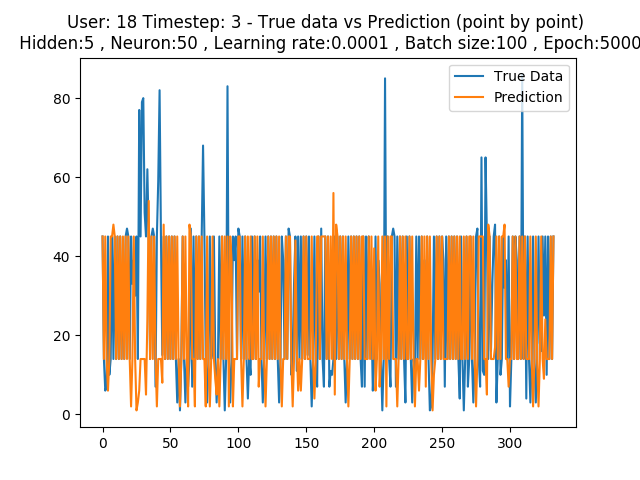 User: 18 Timestep: 3 - True data vs Prediction (point by point)
Hidden:5 , Neuron:50 , Learning rate:0.0001 , Batch size:100 , Epoch:5000
True Data
Prediction
80
60
40
20
0
0 50 100 150 200 250 300